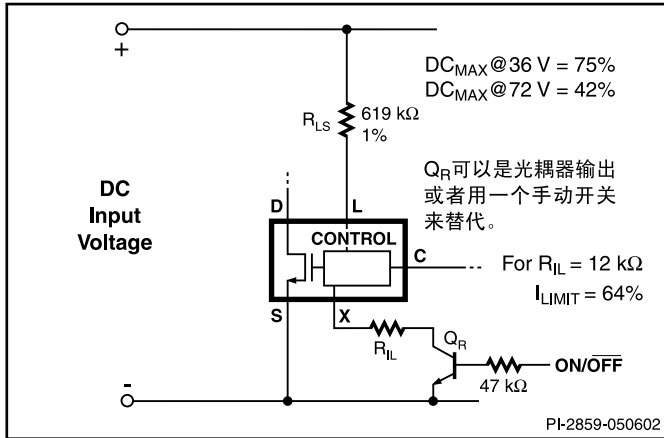 +
DC_MAX @ 36 V = 75%
DC_MAX @ 72 V = 42%
R_LS
619 kΩ
1%
Q_R可以是光耦器输出
或者用一个手动开关
来替代。
DC
Input
Voltage
D
L
CONTROL
C
For R_IL = 12 kΩ
I_LIMIT = 64%
S
X
R_IL
Q_R
47 kΩ
ON/O̅F̅F̅
-
PI-2859-050602